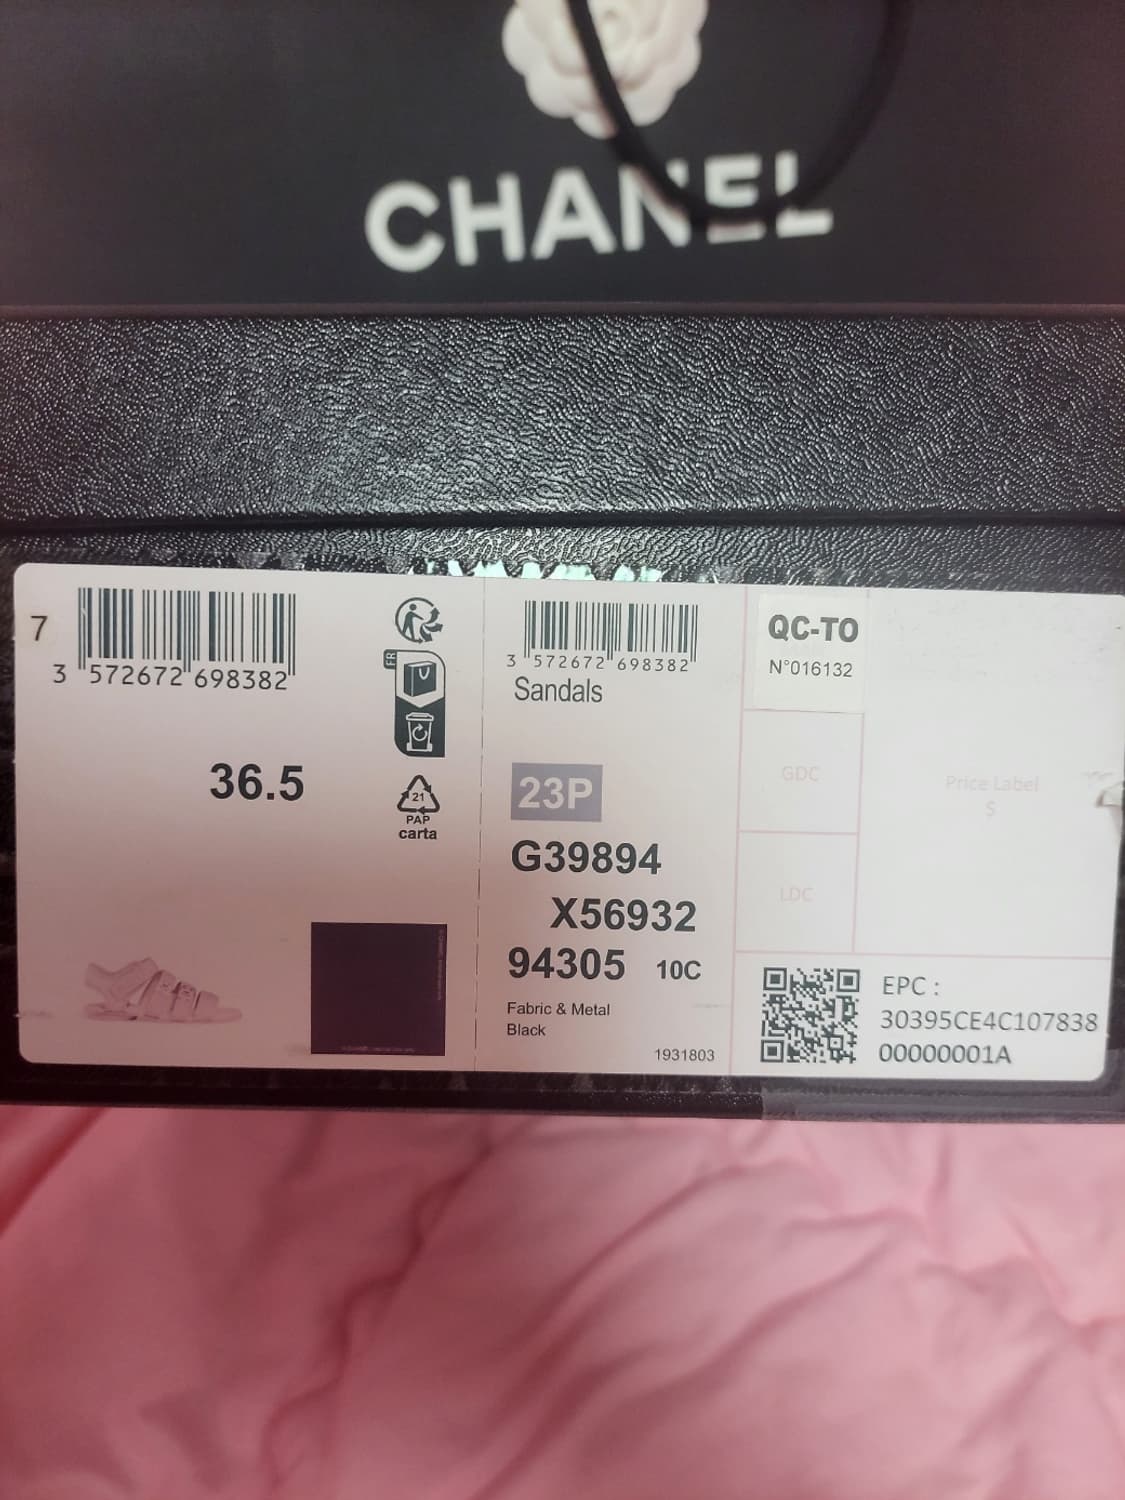 CHANEL
7
3 572672 698382
36.5
FR
21
PAP
carta
3 572672 698382
Sandals
23P
G39894
X56932
94305 10C
Fabric & Metal
Black
1931803
QC-TO
N°016132
GDC
LDC
Price Label
$
EPC :
30395CE4C107838
00000001A